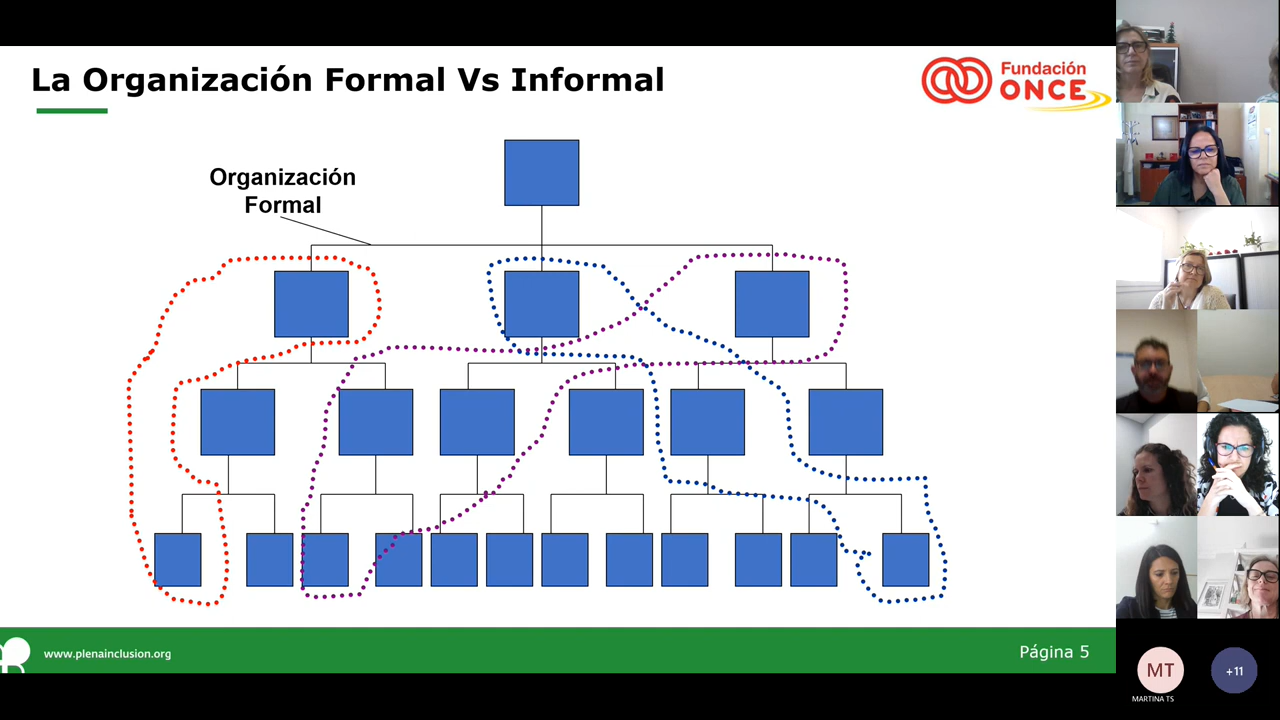 La Organización Formal Vs Informal
Fundación
ONCE
Organización
Formal
www.plenainclusion.org
Página 5
MT
+11
MARTINA TS